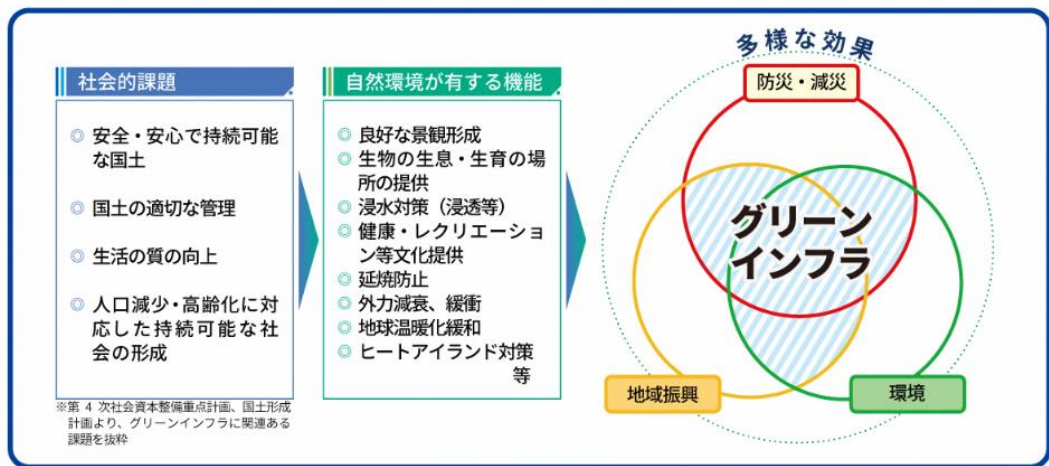 社会的課題
◎ 安全・安心で持続可能
な国土
◎ 国土の適切な管理
◎ 生活の質の向上
◎ 人口減少・高齢化に対
応した持続可能な社
会の形成
※第 4 次社会資本整備重点計画、国土形成
計画より、グリーンインフラに関連ある
課題を抜粋
自然環境が有する機能
◎ 良好な景観形成
◎ 生物の生息・生育の場
所の提供
◎ 浸水対策（浸透等）
◎ 健康・レクリエーショ
ン等文化提供
◎ 延焼防止
◎ 外力減衰、緩衝
◎ 地球温暖化緩和
◎ ヒートアイランド対策
等
多様な効果
防災・減災
グリーン
インフラ
地域振興
環境